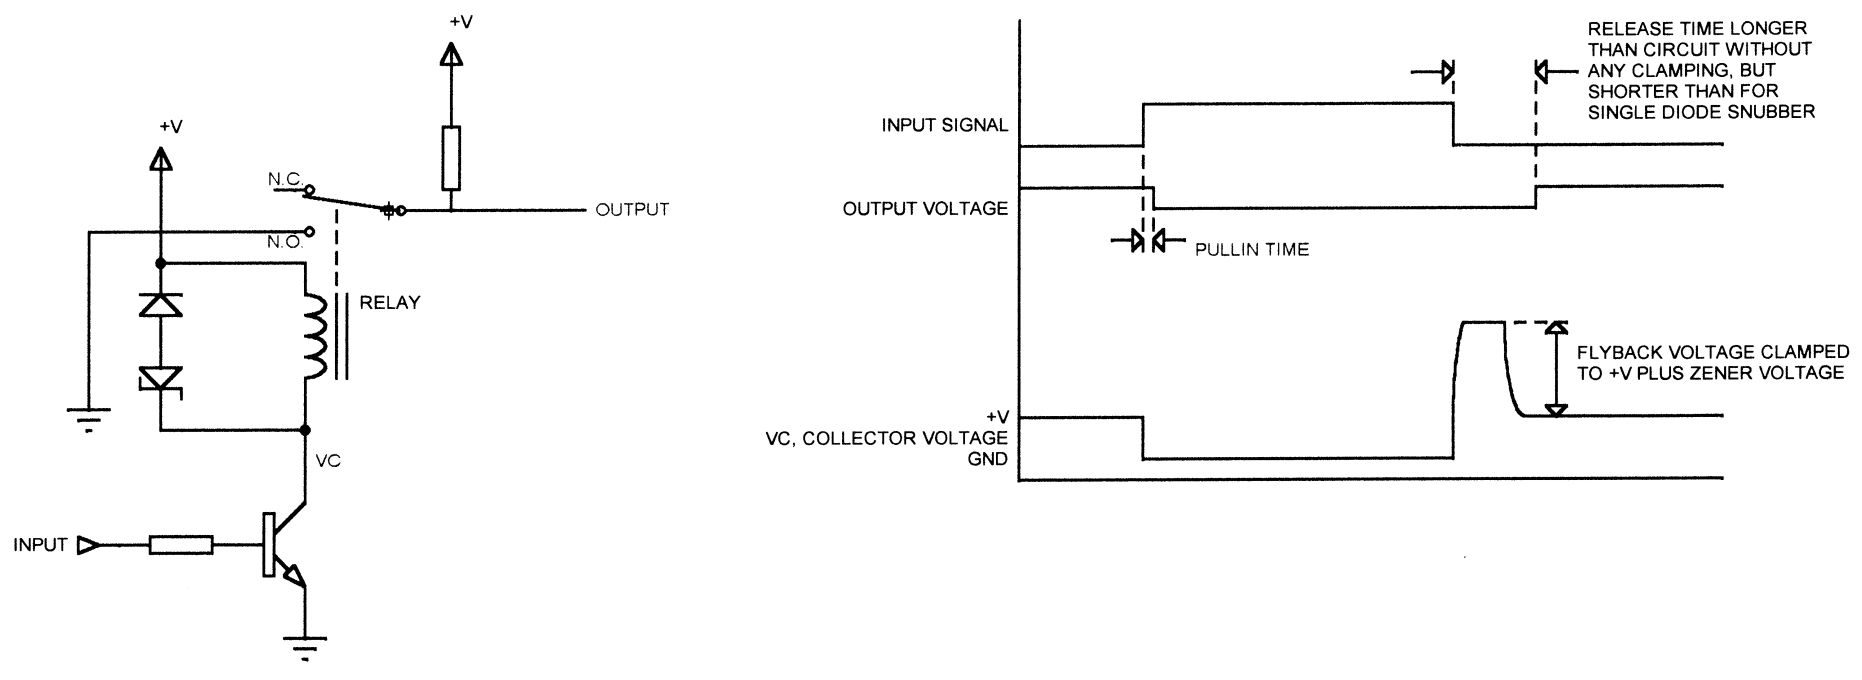 +V
+V
N.C.
OUTPUT
N.O.
RELAY
VC
INPUT
RELEASE TIME LONGER
THAN CIRCUIT WITHOUT
ANY CLAMPING, BUT
SHORTER THAN FOR
SINGLE DIODE SNUBBER
INPUT SIGNAL
OUTPUT VOLTAGE
PULLIN TIME
FLYBACK VOLTAGE CLAMPED
TO +V PLUS ZENER VOLTAGE
+V
VC, COLLECTOR VOLTAGE
GND